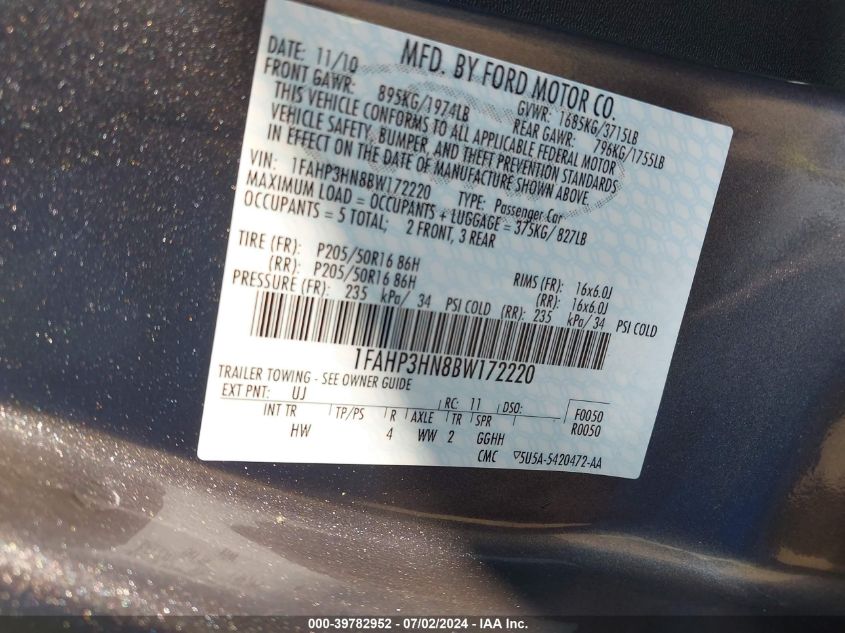 MFD. BY FORD MOTOR CO.
DATE: 11/10 GVWR: 1685KG/3715LB
FRONT GAWR: 895KG/1974LB REAR GAWR: 796KG/1755LB
THIS VEHICLE CONFORMS TO ALL APPLICABLE FEDERAL MOTOR
VEHICLE SAFETY, BUMPER, AND THEFT PREVENTION STANDARDS
IN EFFECT ON THE DATE OF MANUFACTURE SHOWN ABOVE.
VIN: 1FAHP3HN8BW172220 TYPE: Passenger Car
MAXIMUM LOAD = OCCUPANTS + LUGGAGE = 375KG/827LB
OCCUPANTS = 5 TOTAL; 2 FRONT, 3 REAR
TIRE (FR): P205/50R16 86H RIMS (FR): 16x6.0J
(RR): P205/50R16 86H (RR): 16x6.0J
PRESSURE (FR): 235 kPa/ 34 PSI COLD (RR): 235 kPa/34 PSI COLD
1FAHP3HN8BW172220
TRAILER TOWING - SEE OWNER GUIDE
EXT PNT: UJ RC: 11 DSO: F0050
INT TR TP/PS R AXLE TR SPR R0050
HW 4 WW 2 GGHH
CMC ▽5U5A-5420472-AA
000-39782952 - 07/02/2024 - IAA Inc.